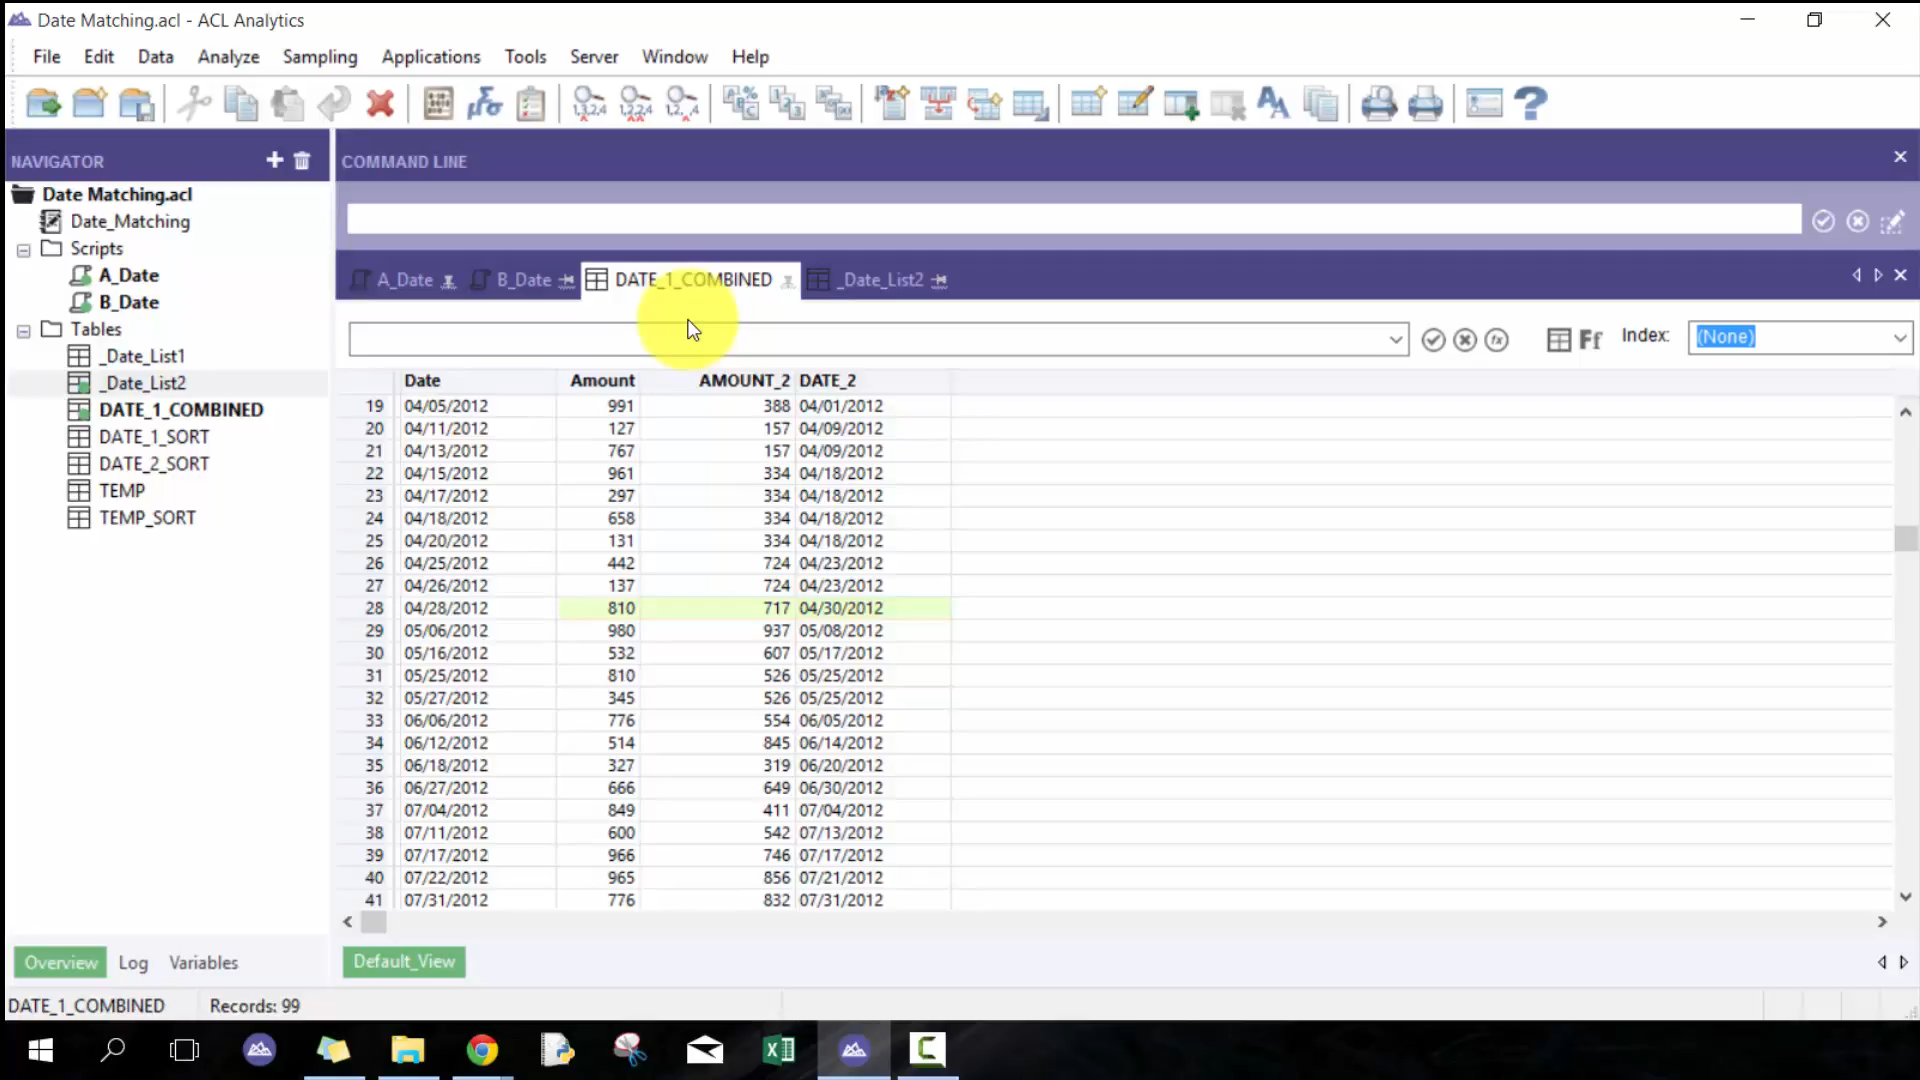 Date Matching.acl - ACL Analytics
File Edit Data Analyze Sampling Applications Tools Server Window Help
NAVIGATOR
COMMAND LINE
Date Matching.acl
Date_Matching
Scripts
A_Date
B_Date
Tables
_Date_List1
_Date_List2
DATE_1_COMBINED
DATE_1_SORT
DATE_2_SORT
TEMP
TEMP_SORT
A_Date B_Date DATE_1_COMBINED _Date_List2
Ff Index: (None)
Date Amount AMOUNT_2 DATE_2
19 04/05/2012 991 388 04/01/2012
20 04/11/2012 127 157 04/09/2012
21 04/13/2012 767 157 04/09/2012
22 04/15/2012 961 334 04/18/2012
23 04/17/2012 297 334 04/18/2012
24 04/18/2012 658 334 04/18/2012
25 04/20/2012 131 334 04/18/2012
26 04/25/2012 442 724 04/23/2012
27 04/26/2012 137 724 04/23/2012
28 04/28/2012 810 717 04/30/2012
29 05/06/2012 980 937 05/08/2012
30 05/16/2012 532 607 05/17/2012
31 05/25/2012 810 526 05/25/2012
32 05/27/2012 345 526 05/25/2012
33 06/06/2012 776 554 06/05/2012
34 06/12/2012 514 845 06/14/2012
35 06/18/2012 327 319 06/20/2012
36 06/27/2012 666 649 06/30/2012
37 07/04/2012 849 411 07/04/2012
38 07/11/2012 600 542 07/13/2012
39 07/17/2012 966 746 07/17/2012
40 07/22/2012 965 856 07/21/2012
41 07/31/2012 776 832 07/31/2012
Overview Log Variables
Default_View
DATE_1_COMBINED Records: 99